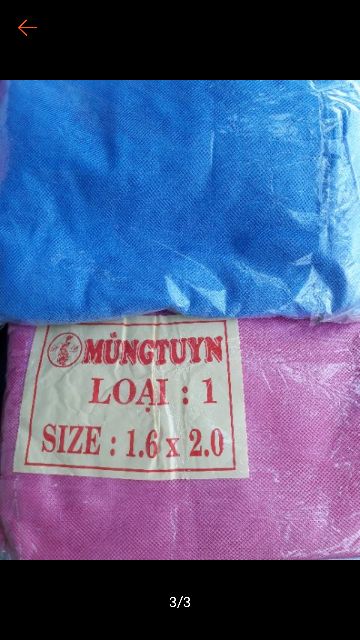 MÙNGTUYN
LOẠI : 1
SIZE : 1.6 x 2.0
3/3